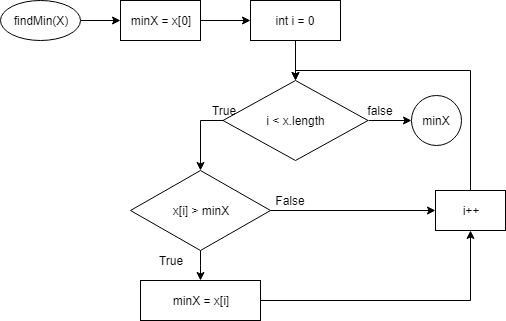 findMin(X)
minX = x[0]
int i = 0
True
i < x.length
false
minX
x[i] > minX
False
i++
True
minX = x[i]